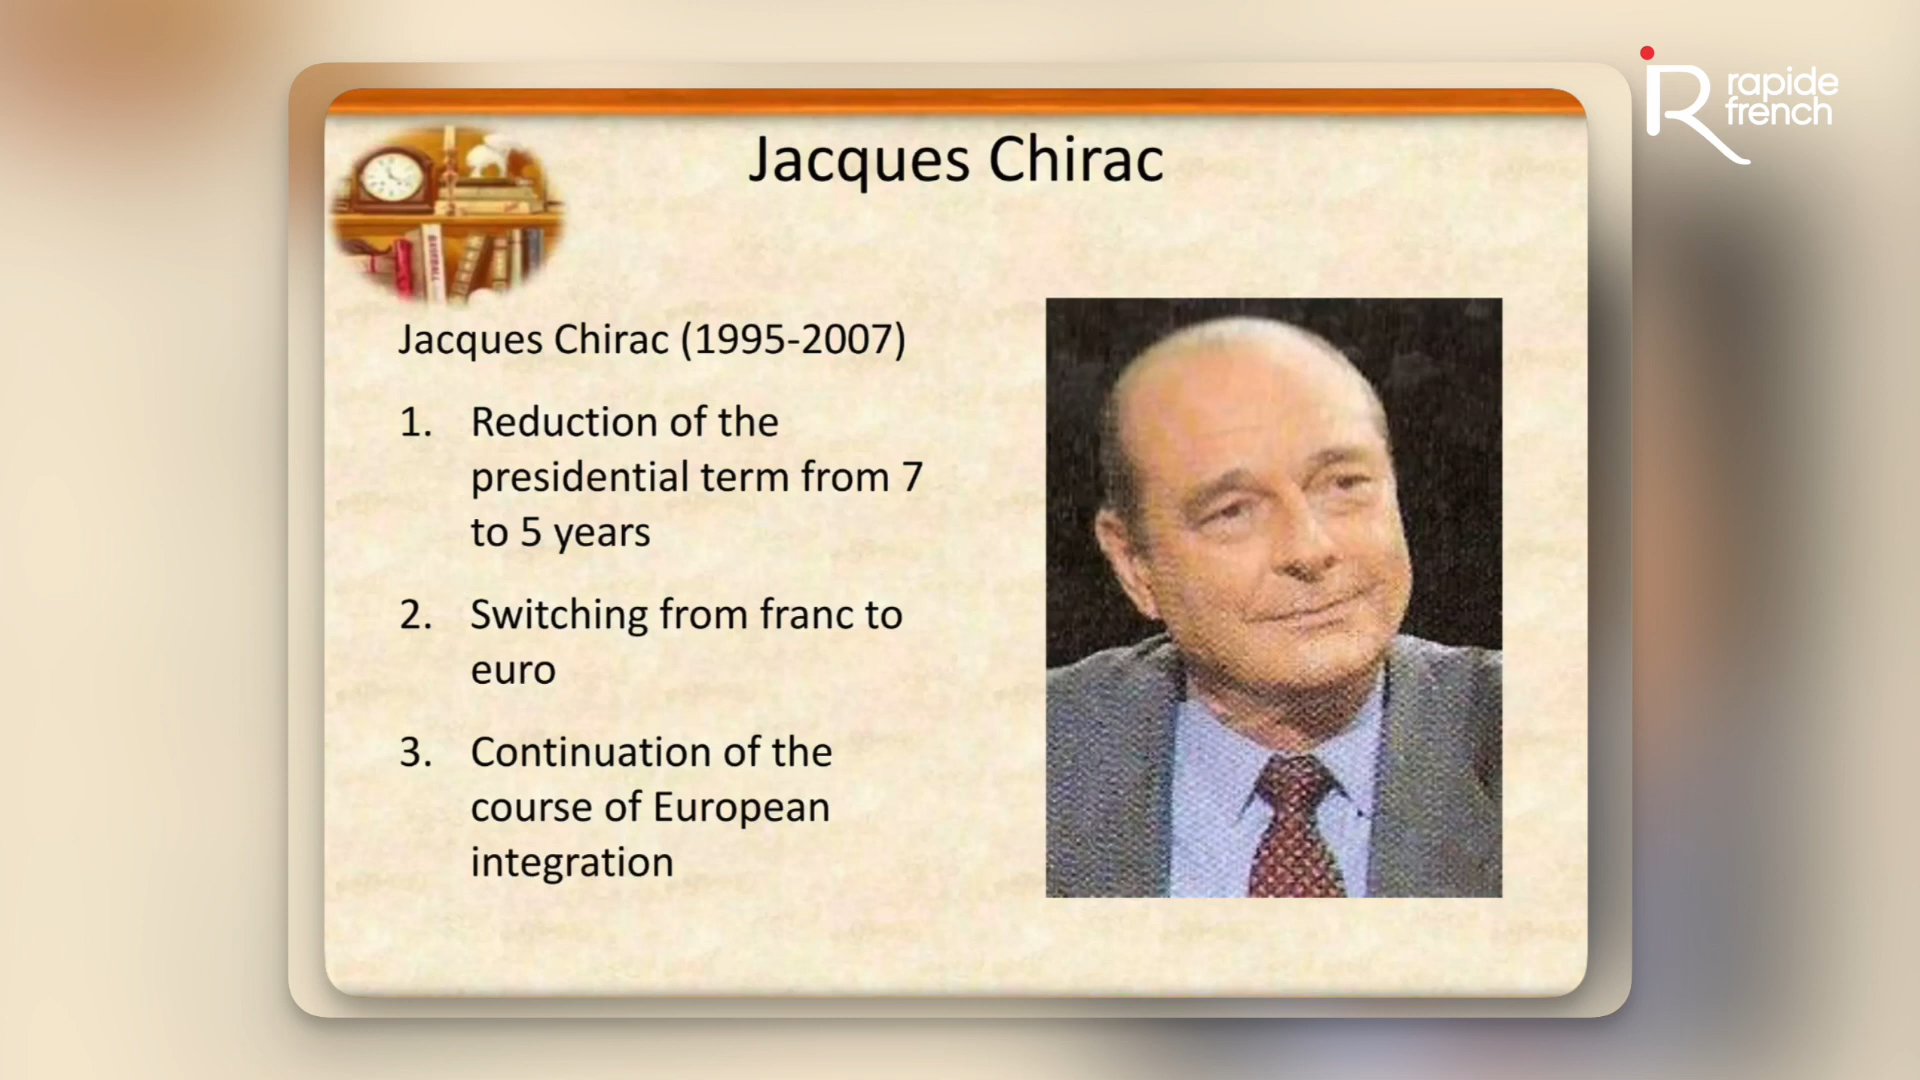 rapide
french
Jacques Chirac
Jacques Chirac (1995-2007)
1. Reduction of the
presidential term from 7
to 5 years
2. Switching from franc to
euro
3. Continuation of the
course of European
integration